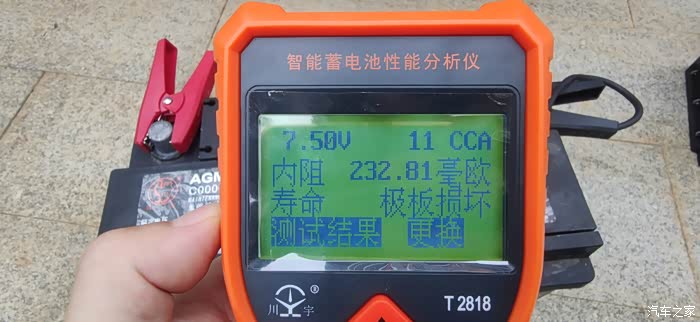 智能蓄电池性能分析仪
7.50V 11 CCA
内阻 232.81毫欧
寿命 极板损坏
测试结果 更换
川 宇 ®
T 2818
AGM
汽车之家